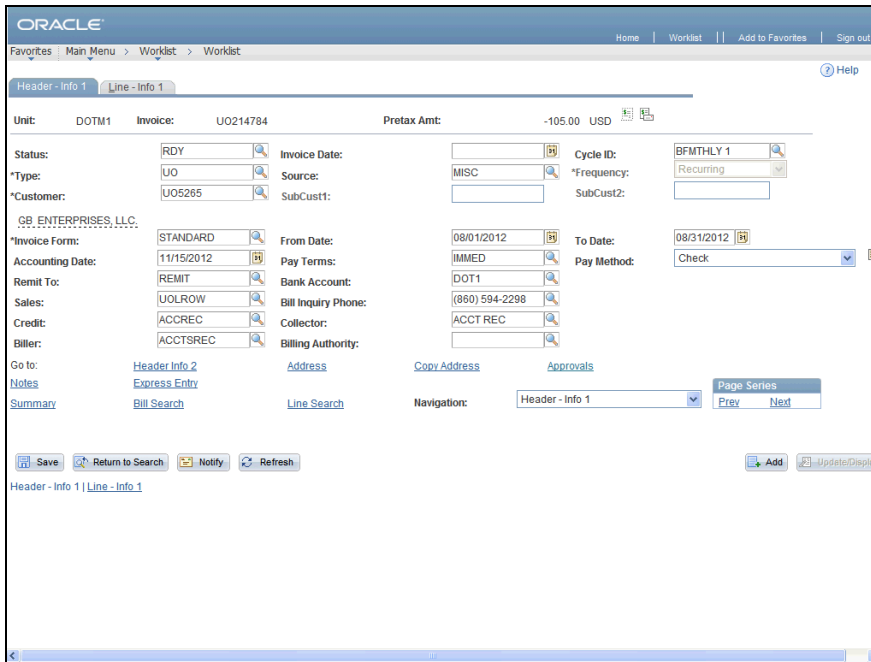 ORACLE
Home | Worklist || Add to Favorites | Sign out
Favorites Main Menu > Worklist > Worklist
Help
Header - Info 1 Line - Info 1
Unit: DOTM1 Invoice: UO214784 Pretax Amt: -105.00 USD
Status: RDY Invoice Date: Cycle ID: BFMTHLY 1
*Type: UO Source: MISC *Frequency: Recurring
*Customer: UO5265 SubCust1: SubCust2:
GB ENTERPRISES, LLC.
*Invoice Form: STANDARD From Date: 08/01/2012 To Date: 08/31/2012
Accounting Date: 11/15/2012 Pay Terms: IMMED Pay Method: Check
Remit To: REMIT Bank Account: DOT1
Sales: UOLROW Bill Inquiry Phone: (860) 594-2298
Credit: ACCREC Collector: ACCT REC
Biller: ACCTSREC Billing Authority:
Go to: Header Info 2 Address Copy Address Approvals
Notes Express Entry
Summary Bill Search Line Search Navigation: Header - Info 1 Page Series Prev Next
Save Return to Search Notify Refresh Add Update/Displ
Header - Info 1 | Line - Info 1